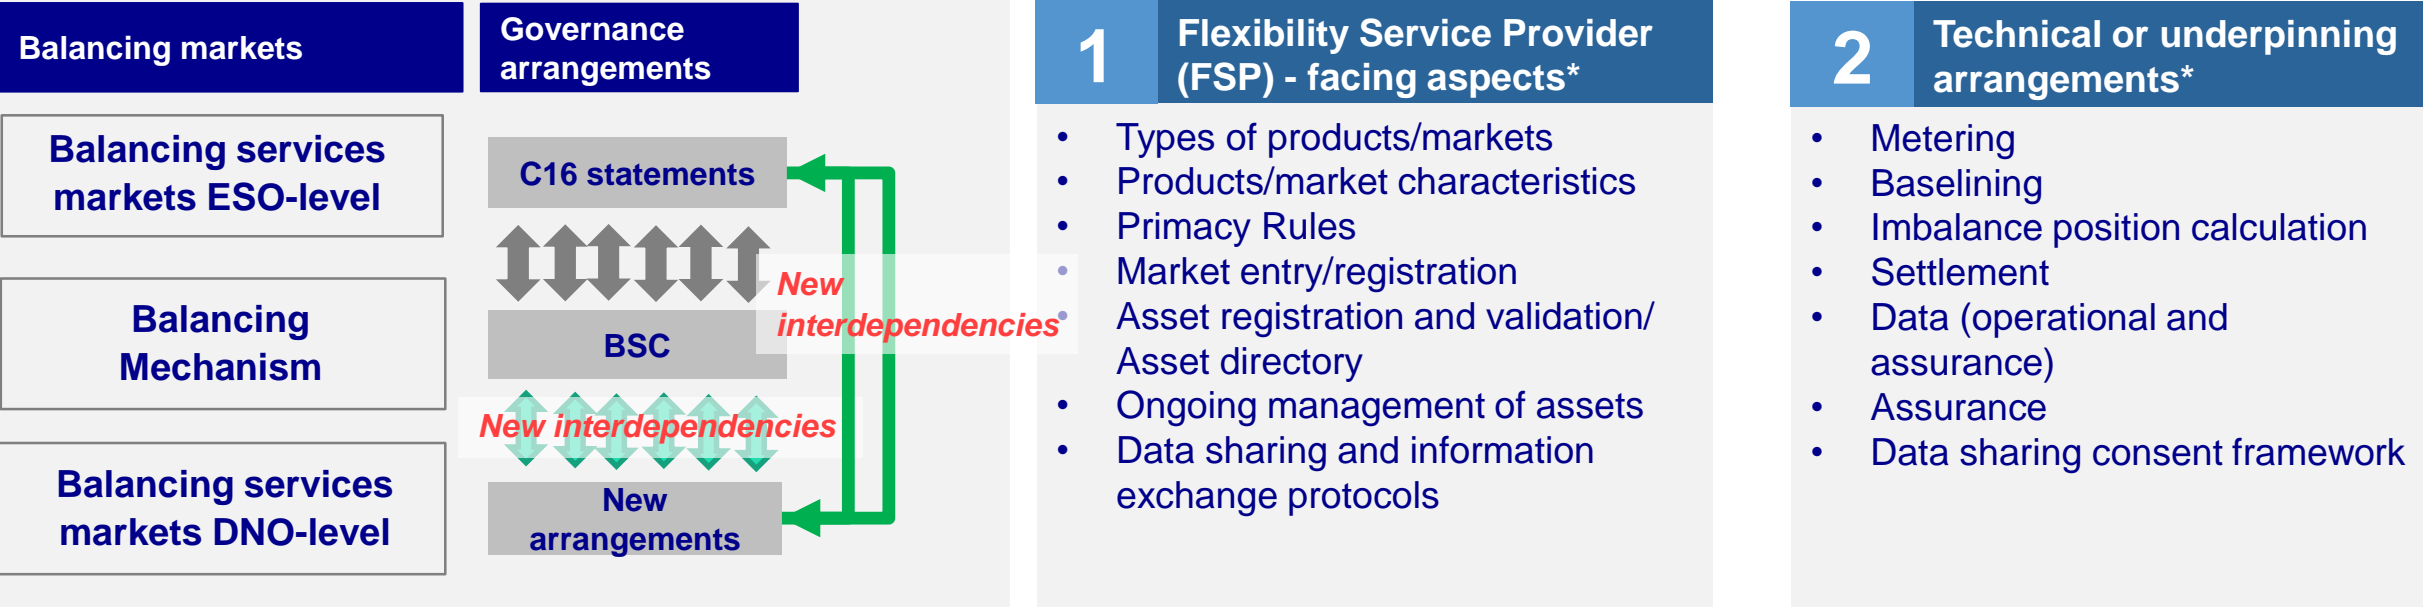 Balancing markets
Governance
arrangements
Balancing services
markets ESO-level
Balancing
Mechanism
Balancing services
markets DNO-level
C16 statements
New
interdependencies
BSC
New interdependencies
New
arrangements
1
Flexibility Service Provider
(FSP) - facing aspects*
• Types of products/markets
• Products/market characteristics
• Primacy Rules
• Market entry/registration
• Asset registration and validation/
Asset directory
• Ongoing management of assets
• Data sharing and information
exchange protocols
2
Technical or underpinning
arrangements*
• Metering
• Baselining
• Imbalance position calculation
• Settlement
• Data (operational and
assurance)
• Assurance
• Data sharing consent framework